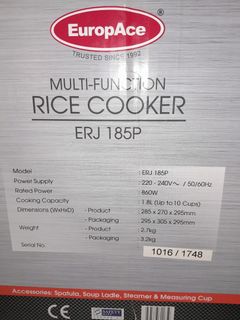 EuropAce
TRUSTED SINCE 1992
MULTI-FUNCTION
RICE COOKER
ERJ 185P
Model : ERJ 185P
Power Supply : 220 - 240V~ / 50/60Hz
Rated Power : 860W
Cooking Capacity : 1.8L (Up to 10 Cups)
Dimensions (WxHxD) - Product : 285 x 270 x 295mm
- Packaging : 295 x 305 x 295mm
Weight - Product : 2.7kg
- Packaging : 3.2kg
Serial No. 1016 / 1748
Accessories: Spatula, Soup Ladle, Steamer & Measuring Cup